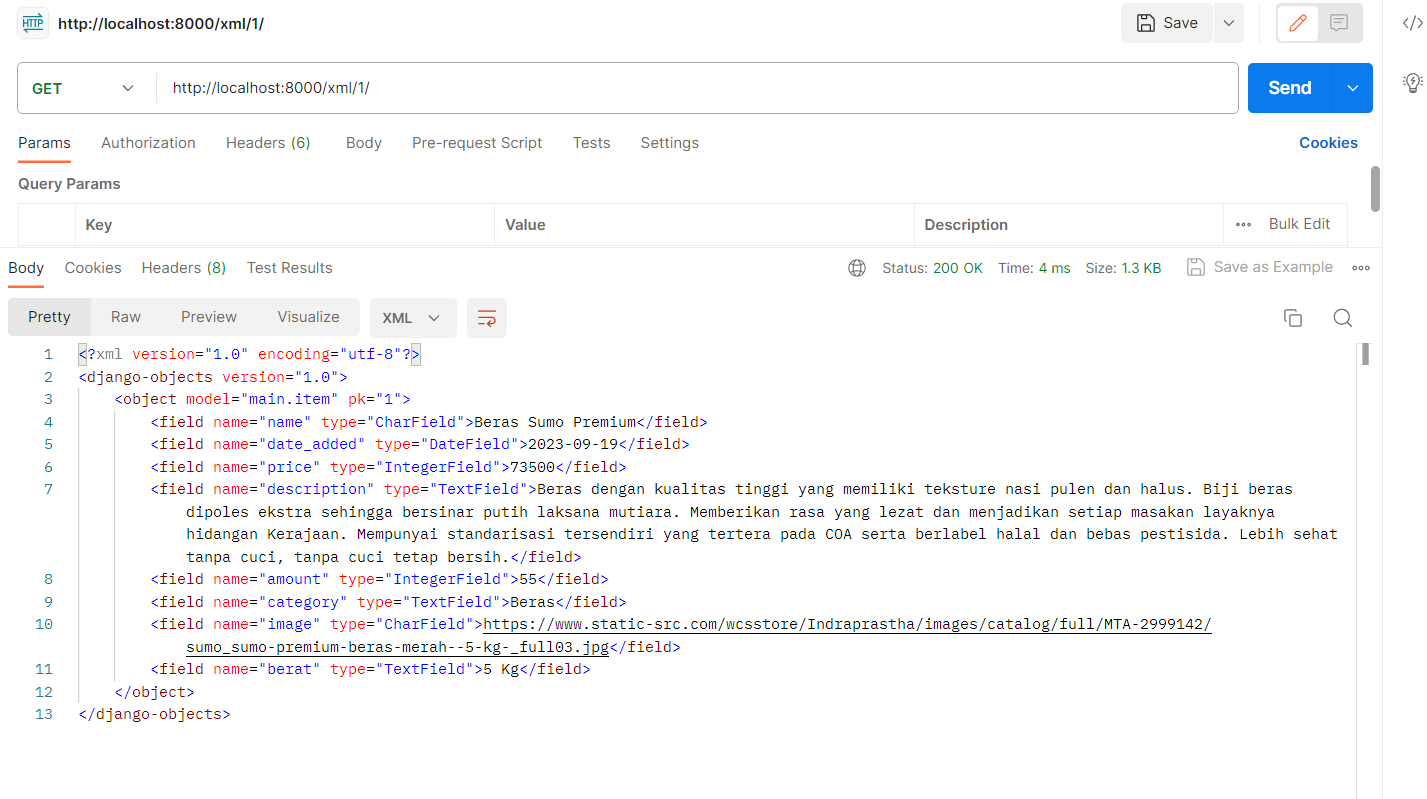 HTTP http://localhost:8000/xml/1/ Save
GET http://localhost:8000/xml/1/ Send
Params Authorization Headers (6) Body Pre-request Script Tests Settings Cookies
Query Params
Key Value Description Bulk Edit
Body Cookies Headers (8) Test Results Status: 200 OK Time: 4 ms Size: 1.3 KB Save as Example
Pretty Raw Preview Visualize XML
1 <?xml version="1.0" encoding="utf-8"?>
2 <django-objects version="1.0">
3 <object model="main.item" pk="1">
4 <field name="name" type="CharField">Beras Sumo Premium</field>
5 <field name="date_added" type="DateField">2023-09-19</field>
6 <field name="price" type="IntegerField">73500</field>
7 <field name="description" type="TextField">Beras dengan kualitas tinggi yang memiliki teksture nasi pulen dan halus. Biji beras
dipoles ekstra sehingga bersinar putih laksana mutiara. Memberikan rasa yang lezat dan menjadikan setiap masakan layaknya
hidangan Kerajaan. Mempunyai standarisasi tersendiri yang tertera pada COA serta berlabel halal dan bebas pestisida. Lebih sehat
tanpa cuci, tanpa cuci tetap bersih.</field>
8 <field name="amount" type="IntegerField">55</field>
9 <field name="category" type="TextField">Beras</field>
10 <field name="image" type="CharField">https://www.static-src.com/wcsstore/Indraprastha/images/catalog/full/MTA-2999142/
sumo_sumo-premium-beras-merah--5-kg-_full03.jpg</field>
11 <field name="berat" type="TextField">5 Kg</field>
12 </object>
13 </django-objects>